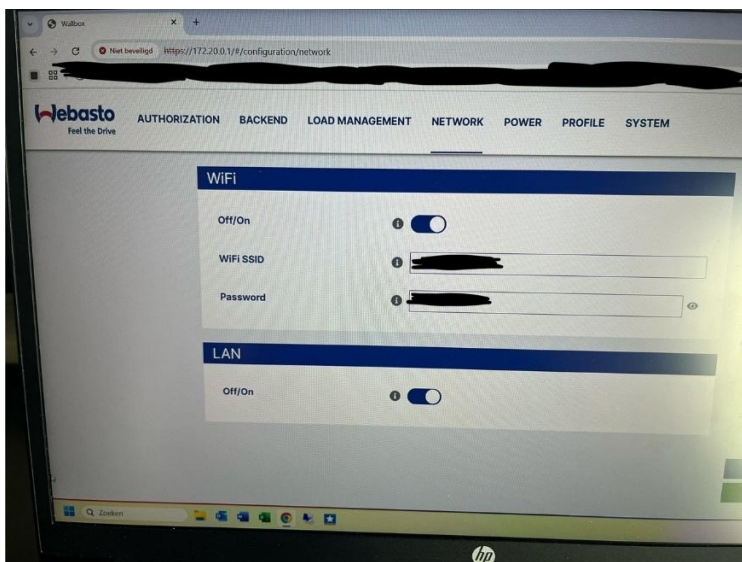 Wallbox
Niet beveiligd https://172.20.0.1/#/configuration/network
Webasto
Feel the Drive
AUTHORIZATION BACKEND LOAD MANAGEMENT NETWORK POWER PROFILE SYSTEM
WiFi
Off/On
WiFi SSID
Password
LAN
Off/On
Zoeken
hp